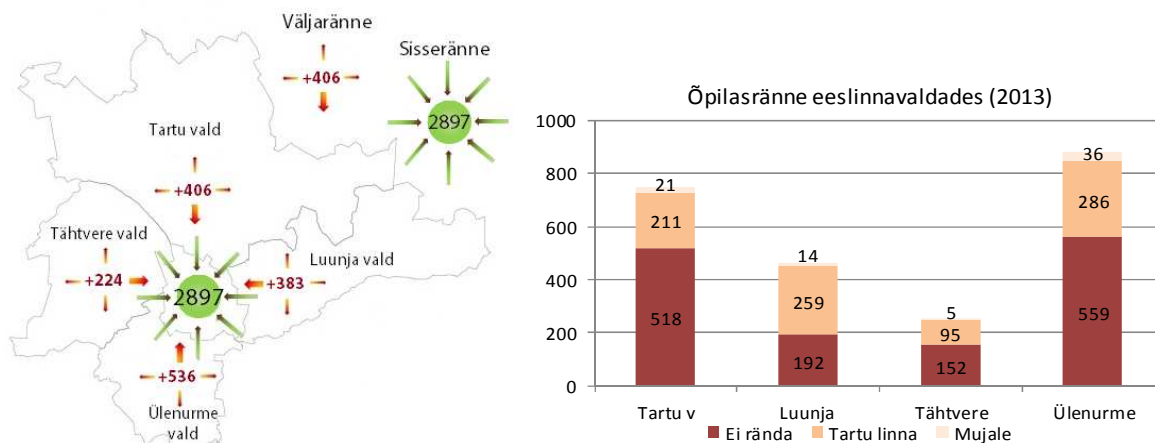 Väljaränne
+406
Sisseränne
2897
Tartu vald
+406
Tähtvere vald
+224
Luunja vald
+383
2897
+536
Ülenurme
vald
Õpilasränne eeslinnavaldades (2013)
1000
800
600
400
200
0
21
211
518
14
259
192
5
95
152
36
286
559
Tartu v
Luunja
Tähtvere
Ülenurme
Ei rända
Tartu linna
Mujale